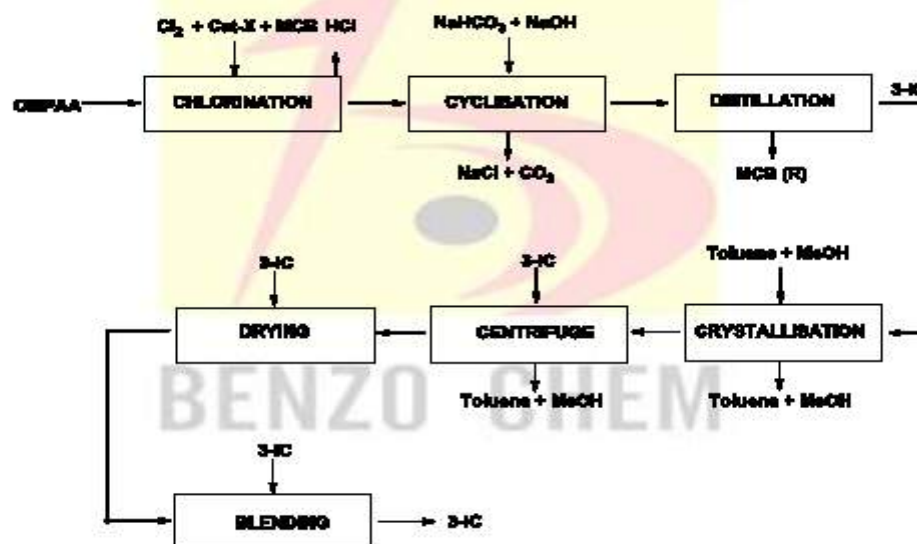 Cl₂ + Cat-X + MCB HCl
NaHCO₃ + NaOH
CHLORINATION
CYCLISATION
DISTILLATION
3-IC
NaCl + CO₂
MCB (R)
3-IC
3-IC
Toluene + MeOH
DRYING
CENTRIFUGE
CRYSTALLISATION
Toluene + MeOH
Toluene + MeOH
BENZO CHEM
3-IC
BLENDING
3-IC